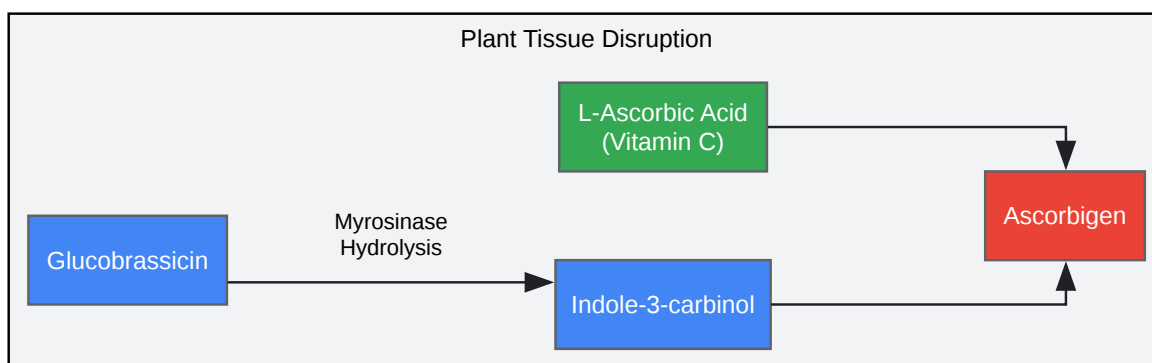 Plant Tissue Disruption
L-Ascorbic Acid
(Vitamin C)
Ascorbigen
Myrosinase
Hydrolysis
Glucobrassicin
Indole-3-carbinol